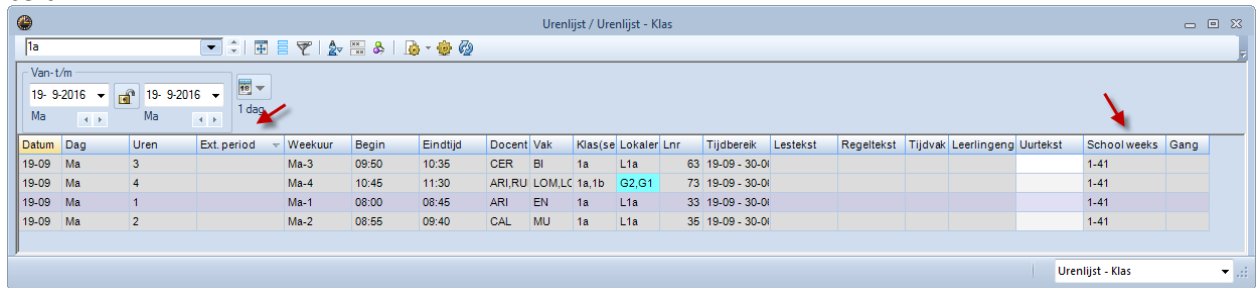 Urenlijst / Urenlijst - Klas
1a
Van-t/m
19- 9-2016 19- 9-2016
Ma Ma 1 dag
Datum Dag Uren Ext. period Weekuur Begin Eindtijd Docent Vak Klas(se Lokaler Lnr Tijdbereik Lestekst Regeltekst Tijdvak Leerlingeng Uurtekst School weeks Gang
19-09 Ma 3 Ma-3 09:50 10:35 CER BI 1a L1a 63 19-09 - 30-0 1-41
19-09 Ma 4 Ma-4 10:45 11:30 ARI,RU LOM,LC 1a,1b G2,G1 73 19-09 - 30-0 1-41
19-09 Ma 1 Ma-1 08:00 08:45 ARI EN 1a L1a 33 19-09 - 30-0 1-41
19-09 Ma 2 Ma-2 08:55 09:40 CAL MU 1a L1a 35 19-09 - 30-0 1-41
Urenlijst - Klas